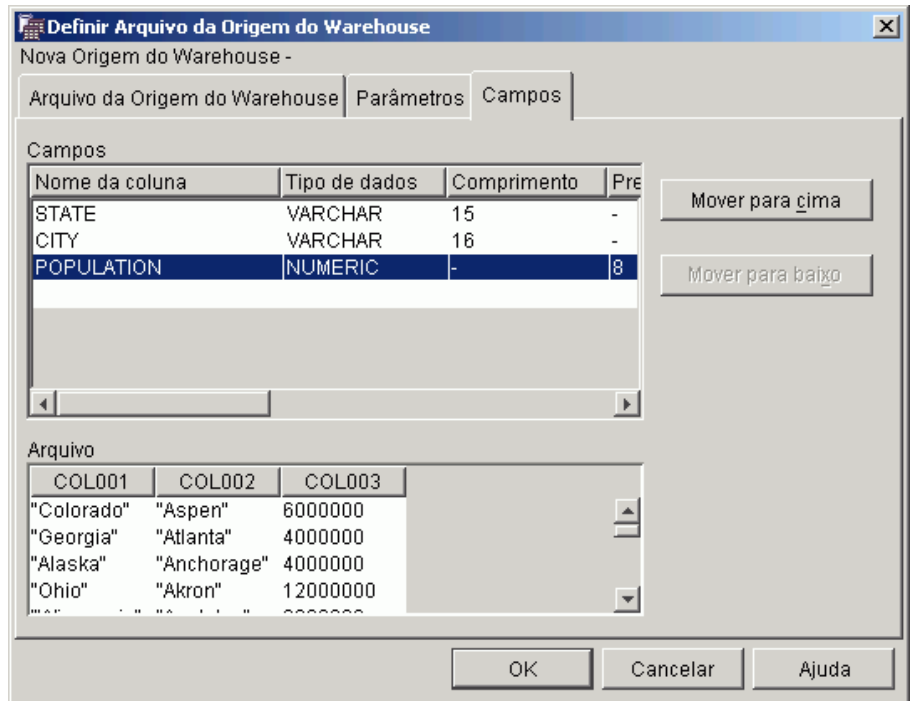 Definir Arquivo da Origem do Warehouse
Nova Origem do Warehouse -
Arquivo da Origem do Warehouse Parâmetros Campos
Campos
Nome da coluna Tipo de dados Comprimento Pre
STATE VARCHAR 15 -
CITY VARCHAR 16 -
POPULATION NUMERIC - 8
Mover para cima
Mover para baixo
Arquivo
COL001 COL002 COL003
"Colorado" "Aspen" 6000000
"Georgia" "Atlanta" 4000000
"Alaska" "Anchorage" 4000000
"Ohio" "Akron" 12000000
OK Cancelar Ajuda